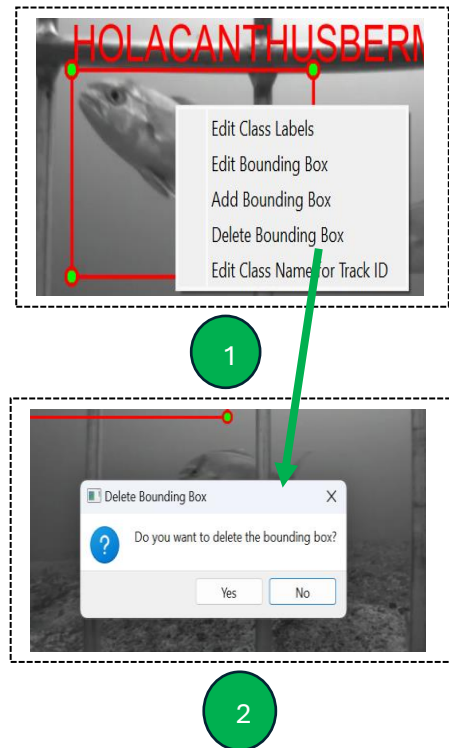 HOLACANTHUSBERM
Edit Class Labels
Edit Bounding Box
Add Bounding Box
Delete Bounding Box
Edit Class Name for Track ID
1
Delete Bounding Box X
? Do you want to delete the bounding box?
Yes No
2